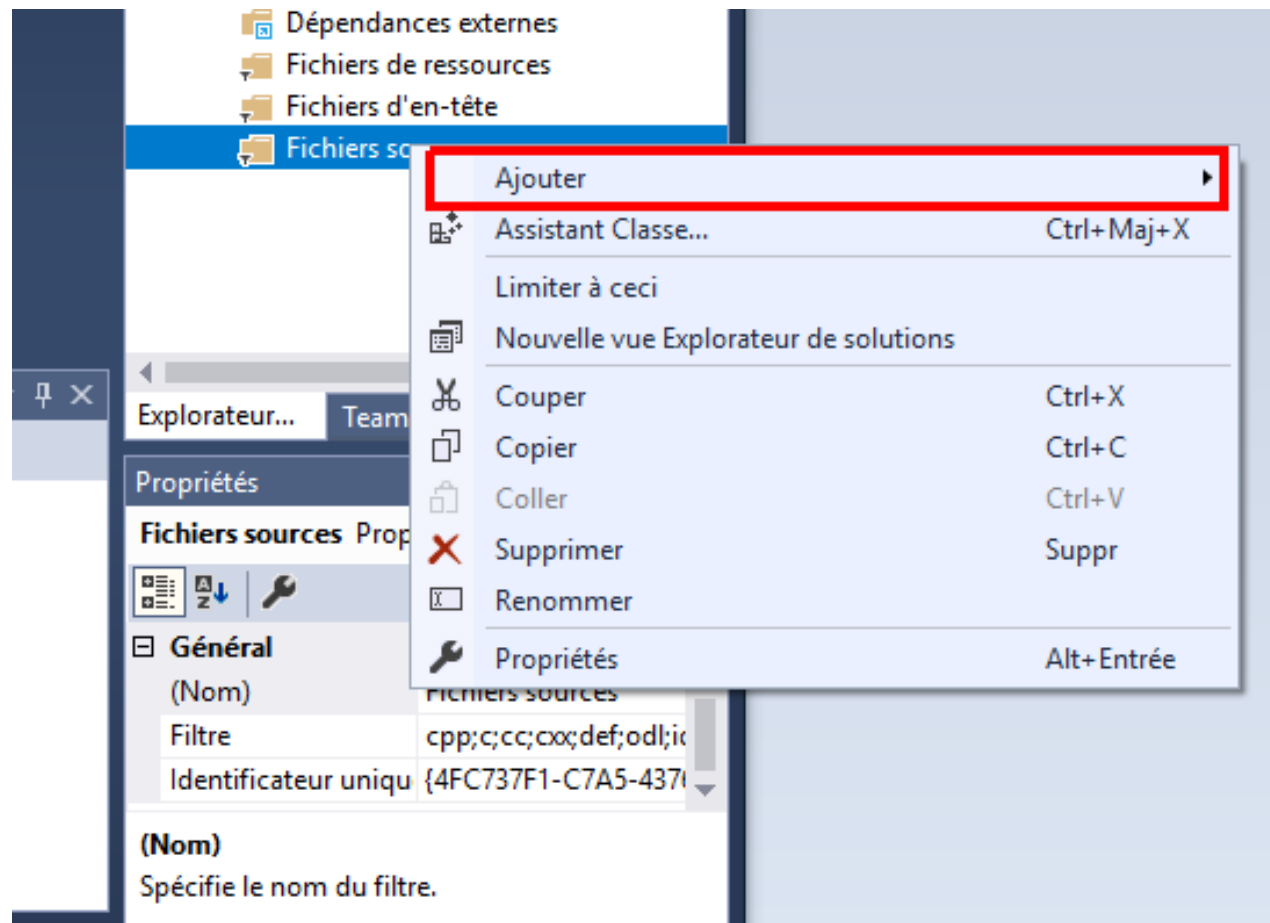 Dépendances externes
Fichiers de ressources
Fichiers d'en-tête
Fichiers
Ajouter
Assistant Classe... Ctrl+Maj+X
Limiter à ceci
Nouvelle vue Explorateur de solutions
Couper Ctrl+X
Copier Ctrl+C
Coller Ctrl+V
Supprimer Suppr
Renommer
Propriétés Alt+Entrée
Explorateur... Team
Propriétés
Fichiers sources Prop
Général
(Nom) Fichiers sources
Filtre cpp;c;cc;cxx;def;odl;
Identificateur uniqu {4FC737F1-C7A5-437
(Nom)
Spécifie le nom du filtre.